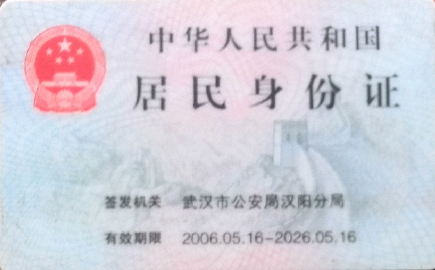 中华人民共和国
居民身份证
签发机关 武汉市公安局汉阳分局
有效期限 2006.05.16-2026.05.16